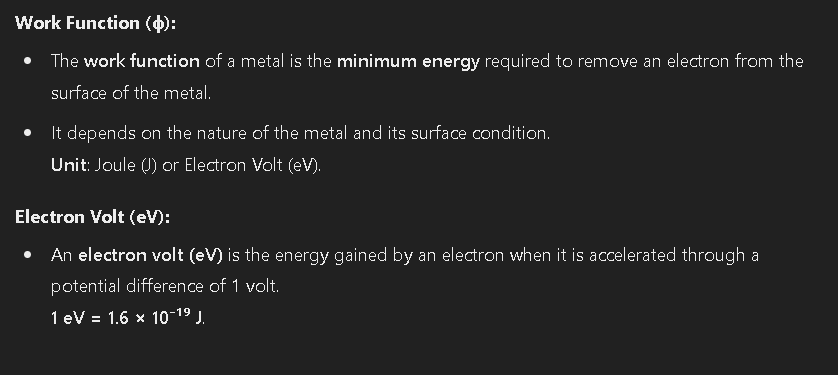 Work Function (ϕ):
• The work function of a metal is the minimum energy required to remove an electron from the
surface of the metal.
• It depends on the nature of the metal and its surface condition.
Unit: Joule (J) or Electron Volt (eV).
Electron Volt (eV):
• An electron volt (eV) is the energy gained by an electron when it is accelerated through a
potential difference of 1 volt.
1 eV = 1.6 × 10⁻¹⁹ J.